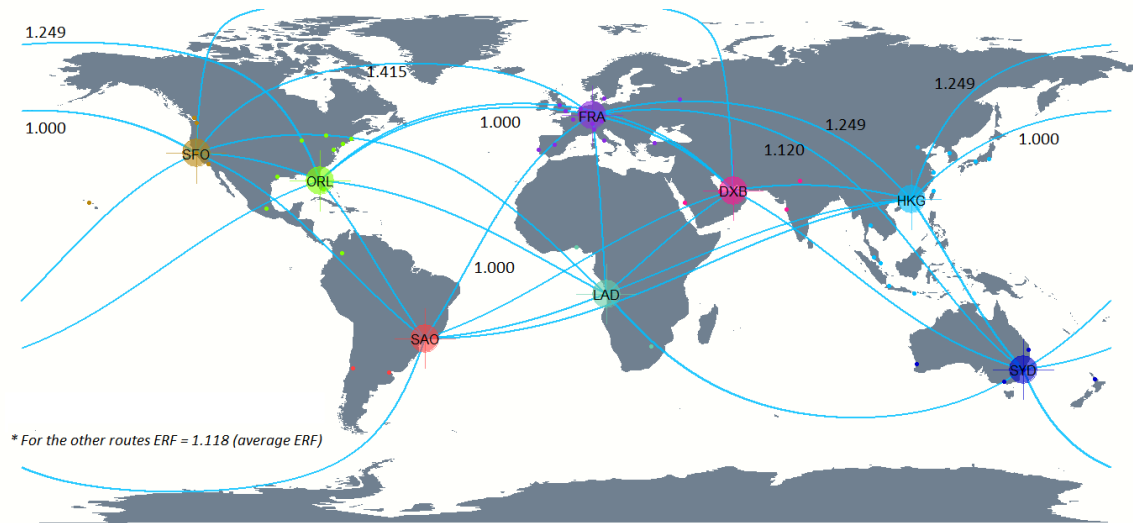 1.249
1.415
1.249
1.000
1.000
FRA
1.249
1.000
1.120
SFO
ORL
DXB
HKG
1.000
LAD
SAO
SYD
* For the other routes ERF = 1.118 (average ERF)